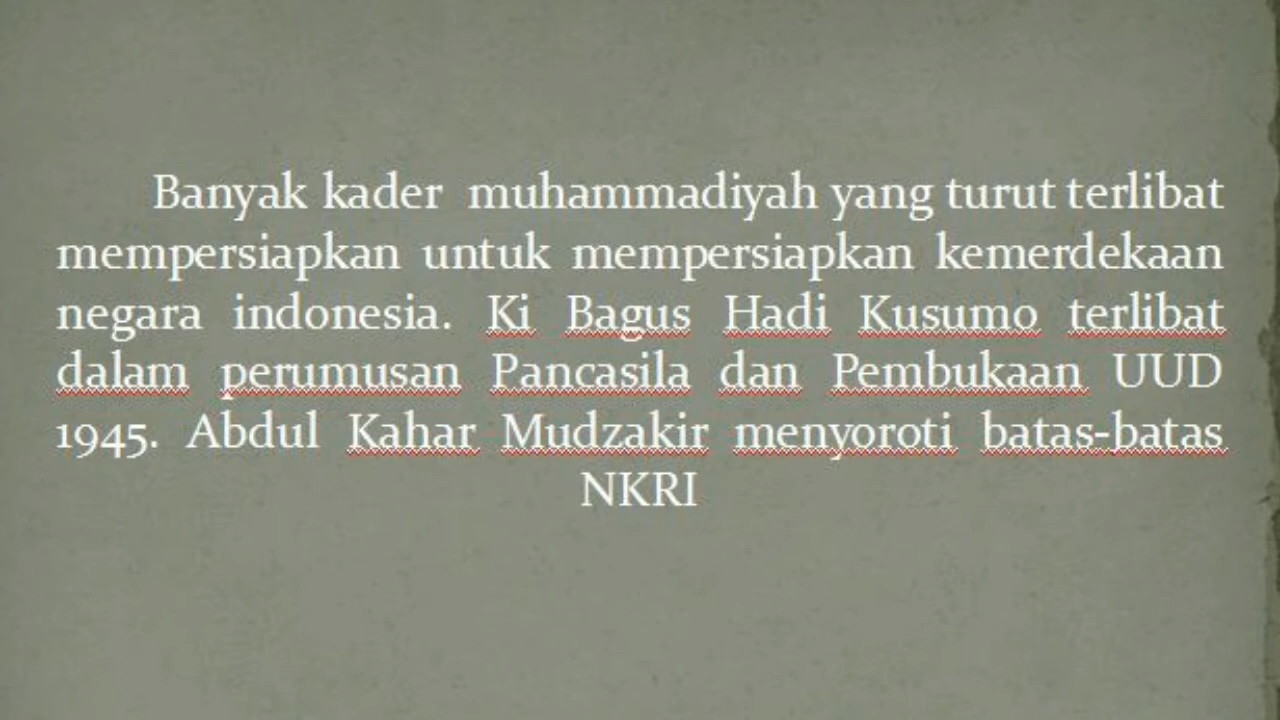 Banyak kader muhammadiyah yang turut terlibat
mempersiapkan untuk mempersiapkan kemerdekaan
negara indonesia. Ki Bagus Hadi Kusumo terlibat
dalam perumusan Pancasila dan Pembukaan UUD
1945. Abdul Kahar Mudzakir menyoroti batas-batas
NKRI